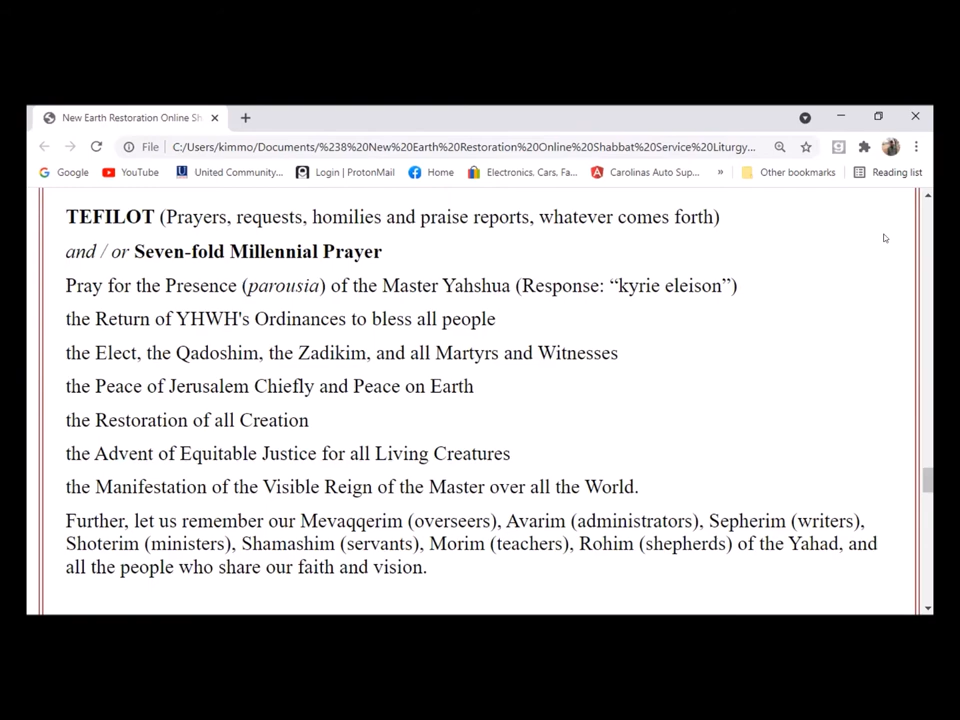 New Earth Restoration Online Sh
File C:/Users/kimmo/Documents/%238%20New%20Earth%20Restoration%20Online%20Shabbat%20Service%20Liturgy...
Google YouTube United Community... Login | ProtonMail Home Electronics, Cars, Fa... Carolinas Auto Sup... » Other bookmarks Reading list
TEFILOT (Prayers, requests, homilies and praise reports, whatever comes forth)
and / or Seven-fold Millennial Prayer
Pray for the Presence (parousia) of the Master Yahshua (Response: “kyrie eleison”)
the Return of YHWH's Ordinances to bless all people
the Elect, the Qadoshim, the Zadikim, and all Martyrs and Witnesses
the Peace of Jerusalem Chiefly and Peace on Earth
the Restoration of all Creation
the Advent of Equitable Justice for all Living Creatures
the Manifestation of the Visible Reign of the Master over all the World.
Further, let us remember our Mevaqqerim (overseers), Avarim (administrators), Sepherim (writers),
Shoterim (ministers), Shamashim (servants), Morim (teachers), Rohim (shepherds) of the Yahad, and
all the people who share our faith and vision.